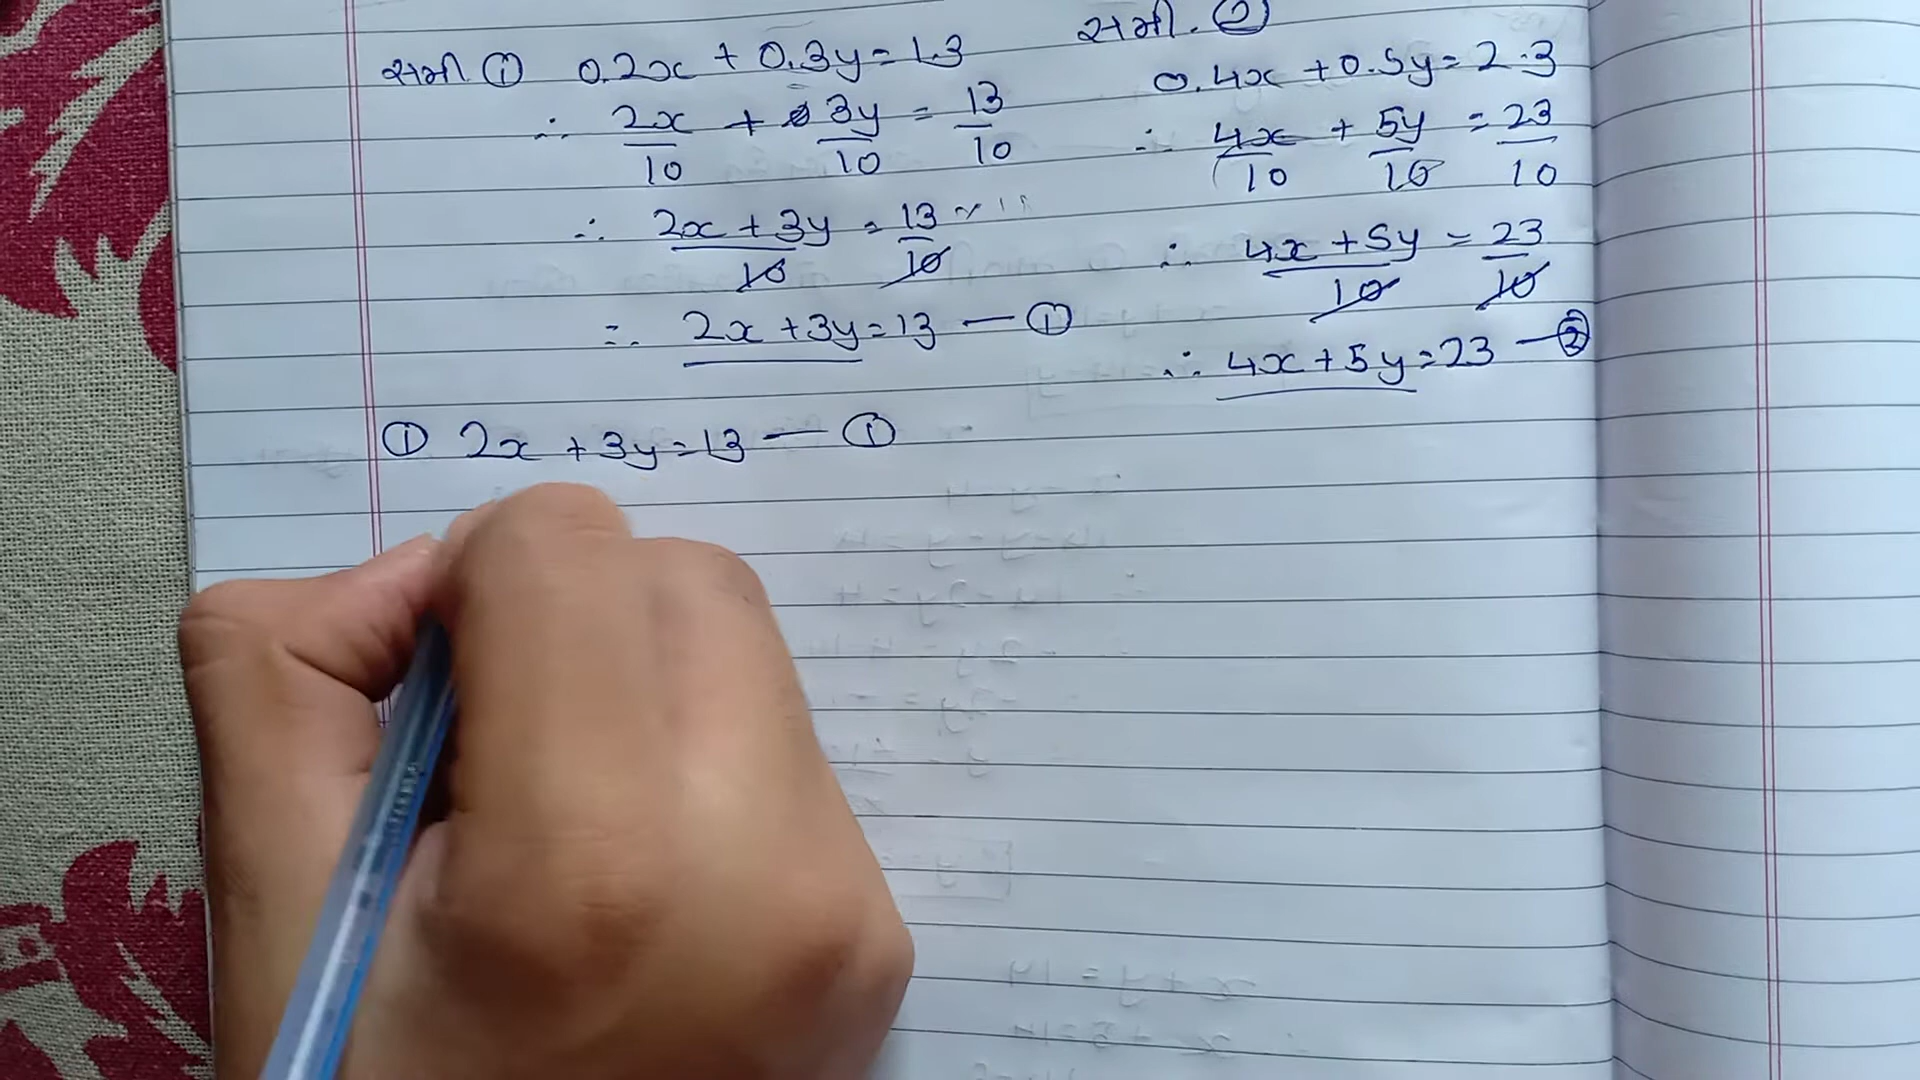 સમી. ① 0.2x + 0.3y = 1.3
∴ 2x/10 + 3y/10 = 13/10
∴ 2x + 3y/10 = 13/10
∴ 2x + 3y = 13 — ①
સમી. ②
0.4x + 0.5y = 2.3
∴ 4x/10 + 5y/10 = 23/10
∴ 4x + 5y/10 = 23/10
∴ 4x + 5y = 23 — ②
① 2x + 3y = 13 — ①